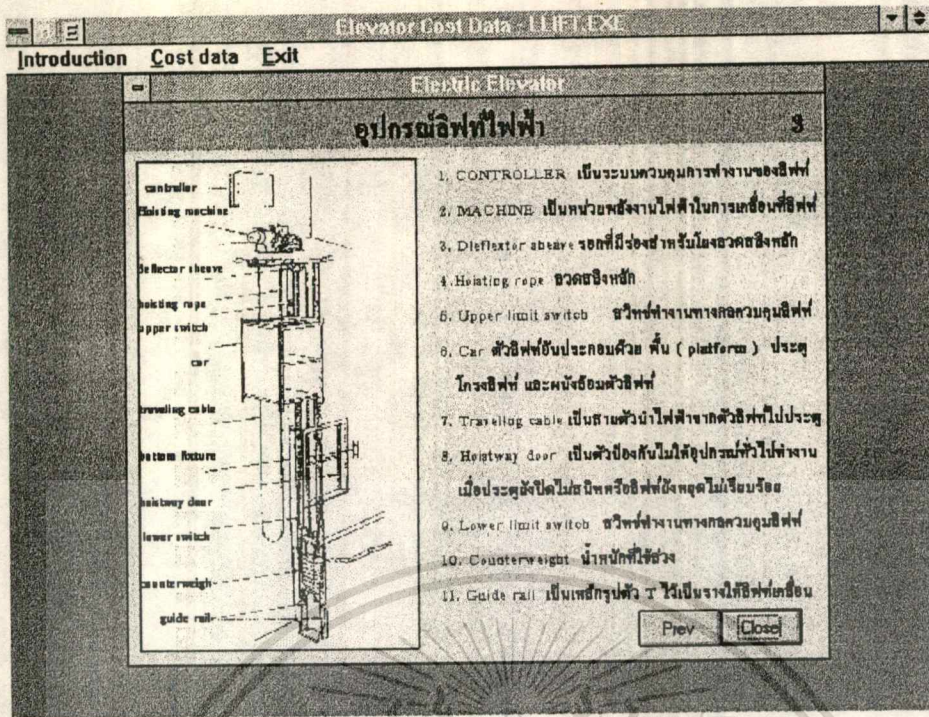 Elevator Cost Data - LLIFT.EXE
Introduction Cost data Exit
Electric Elevator
อุปกรณ์ลิฟท์ไฟฟ้า 3
controller
Hoisting machine
deflector sheave
hoisting rope
upper switch
car
traveling cable
bottom fixture
hoistway door
lower switch
counterweigh
guide rail
1. CONTROLLER เป็นระบบควบคุมการทำงานของลิฟท์
2. MACHINE เป็นหน่วยพลังงานไฟฟ้าในการเคลื่อนที่ลิฟท์
3. Dieflextor sheave รอกที่มีร่องสำหรับโยงลวดสลิงหลัก
4. Hoisting rope ลวดสลิงหลัก
5. Upper limit switch สวิทช์ทำงานทางกลควบคุมลิฟท์
6. Car ตัวลิฟท์อันประกอบด้วย พื้น ( platform ) ประตู
โครงลิฟท์ และผนังล้อมตัวลิฟท์
7. Traveling cable เป็นสายตัวนำไฟฟ้าจากตัวลิฟท์ไปประตู
8. Hoistway door เป็นตัวป้องกันไม่ให้อุปกรณ์ทั่วไปทำงาน
เมื่อประตูยังปิดไม่สนิทหรือลิฟท์ยังหยุดไม่เรียบร้อย
9. Lower limit switch สวิทช์ทำงานทางกลควบคุมลิฟท์
10. Counterweight น้ำหนักที่ใช้ถ่วง
11. Guide rail เป็นเหล็กรูปตัว T ไว้เป็นรางให้ลิฟท์เคลื่อน
Prev Close